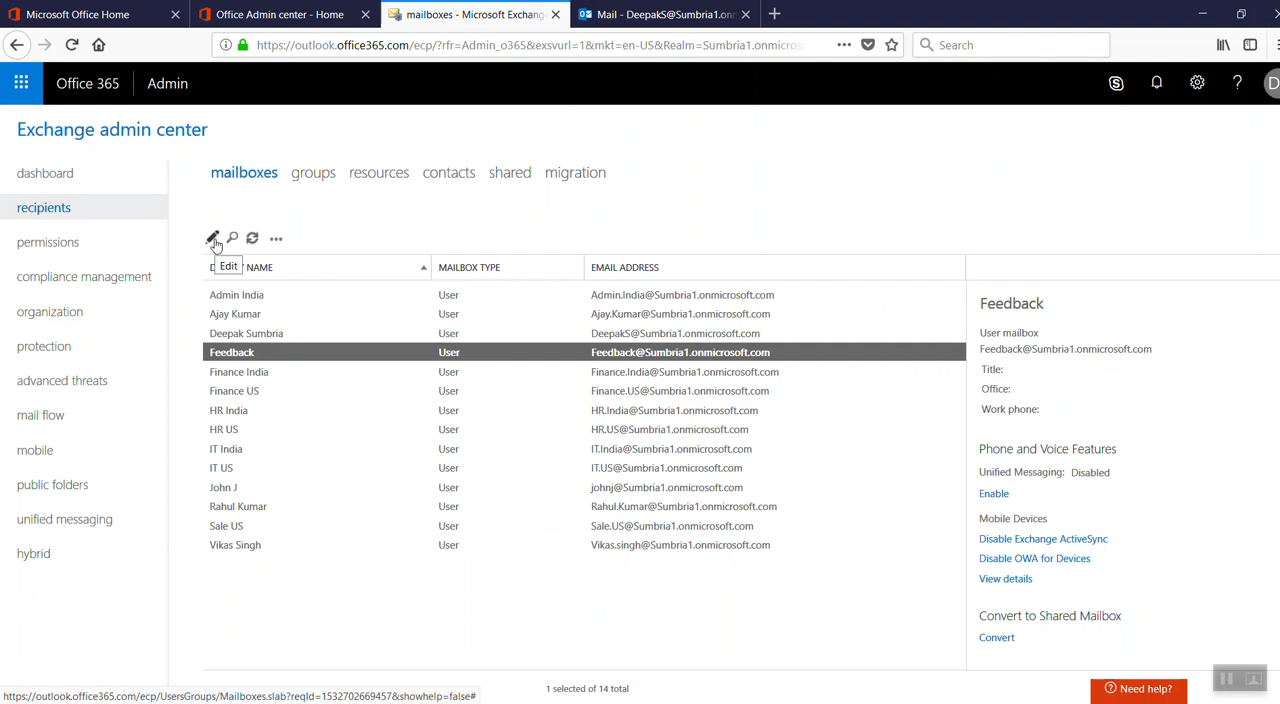 Microsoft Office Home
Office Admin center - Home
mailboxes - Microsoft Exchang
Mail - DeepakS@Sumbria1.onm
https://outlook.office365.com/ecp/?rfr=Admin_o365&exsvurl=1&mkt=en-US&Realm=Sumbria1.onmicros
Search
Office 365
Admin
D
Exchange admin center
dashboard
recipients
permissions
compliance management
organization
protection
advanced threats
mail flow
mobile
public folders
unified messaging
hybrid
mailboxes groups resources contacts shared migration
Edit
NAME MAILBOX TYPE EMAIL ADDRESS
Admin India User Admin.India@Sumbria1.onmicrosoft.com
Ajay Kumar User Ajay.Kumar@Sumbria1.onmicrosoft.com
Deepak Sumbria User DeepakS@Sumbria1.onmicrosoft.com
Feedback User Feedback@Sumbria1.onmicrosoft.com
Finance India User Finance.India@Sumbria1.onmicrosoft.com
Finance US User Finance.US@Sumbria1.onmicrosoft.com
HR India User HR.India@Sumbria1.onmicrosoft.com
HR US User HR.US@Sumbria1.onmicrosoft.com
IT India User IT.India@Sumbria1.onmicrosoft.com
IT US User IT.US@Sumbria1.onmicrosoft.com
John J User johnj@Sumbria1.onmicrosoft.com
Rahul Kumar User Rahul.Kumar@Sumbria1.onmicrosoft.com
Sale US User Sale.US@Sumbria1.onmicrosoft.com
Vikas Singh User Vikas.singh@Sumbria1.onmicrosoft.com
Feedback
User mailbox
Feedback@Sumbria1.onmicrosoft.com
Title:
Office:
Work phone:
Phone and Voice Features
Unified Messaging: Disabled
Enable
Mobile Devices
Disable Exchange ActiveSync
Disable OWA for Devices
View details
Convert to Shared Mailbox
Convert
1 selected of 14 total
Need help?
https://outlook.office365.com/ecp/UsersGroups/Mailboxes.slab?reqId=1532702669457&showhelp=false#